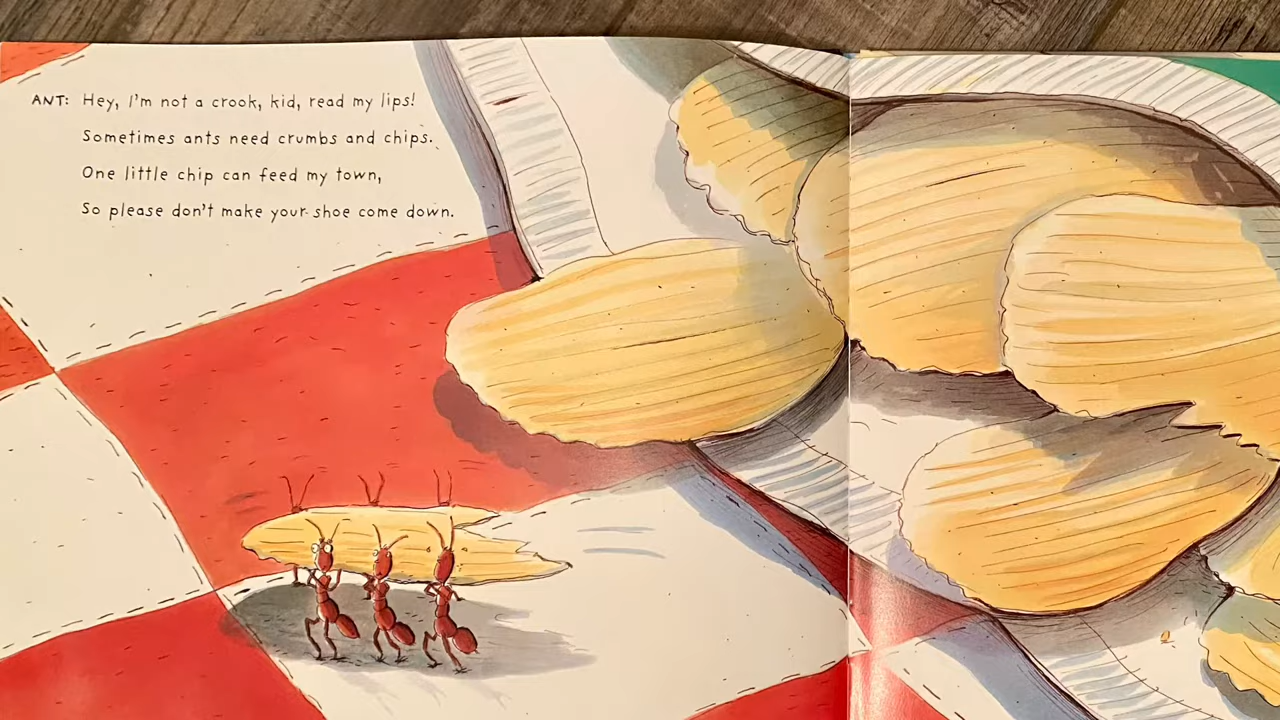 ANT: Hey, I'm not a crook, kid, read my lips!
Sometimes ants need crumbs and chips.
One little chip can feed my town,
So please don't make your shoe come down.